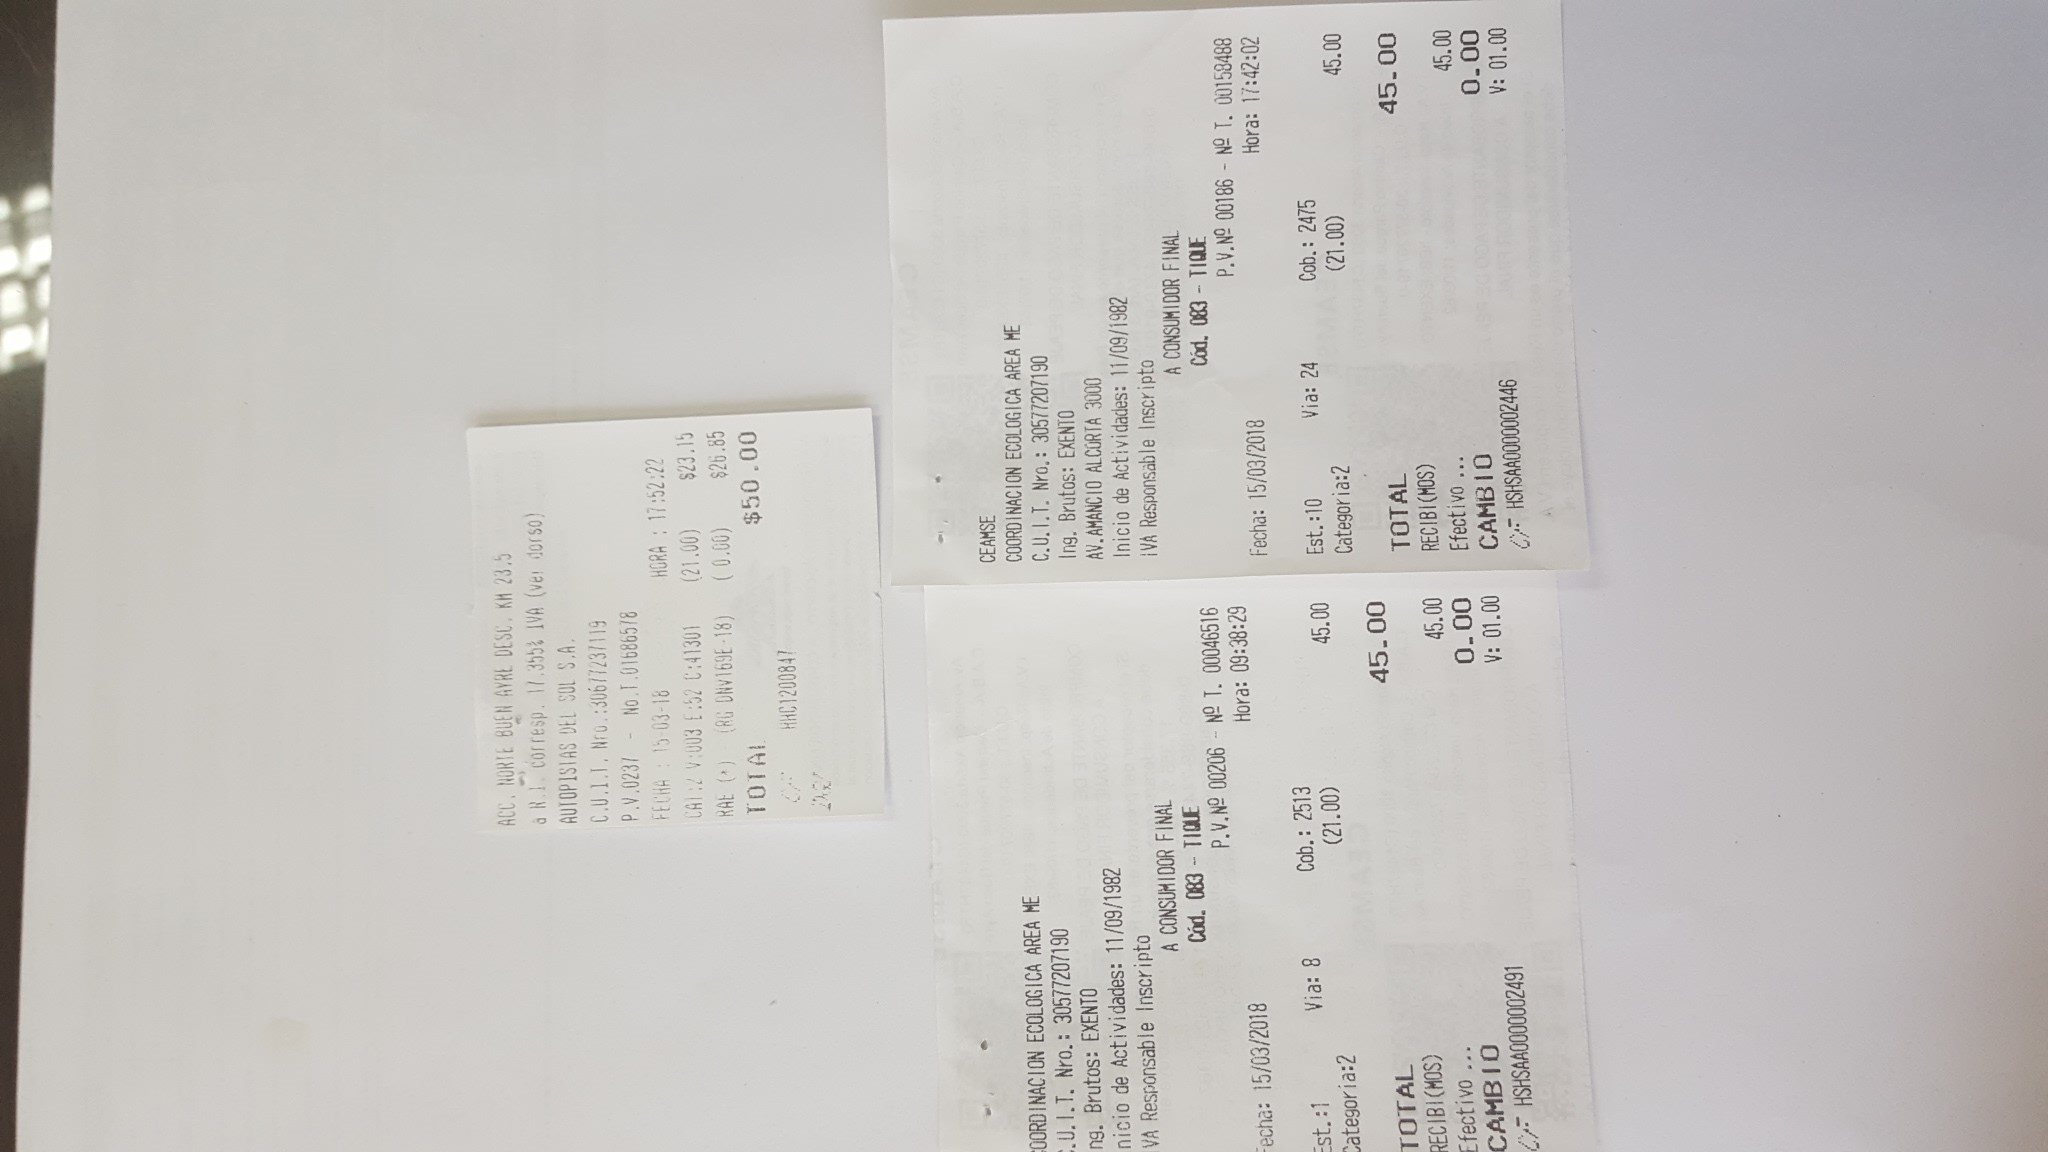 ACC. NORTE BUEN AYRE DESC. KM 23.5
a R.I. Corresp. 17.355% IVA (ver dorso)
AUTOPISTAS DEL SOL S.A.
C.U.I.T. Nro.:30677237119
P.V.0237 - No.T.01686578
FECHA : 15-03-18 HORA : 17:52:22
CAT:2 V:003 E:52 C:41301 (21.00) $23.15
RAE (*) (RG DNV169E-18) ( 0.00) $26.85
TOTAL $50.00
HHC1200847
CEAMSE
COORDINACION ECOLOGICA AREA ME
C.U.I.T. Nro.: 30577207190
Ing. Brutos: EXENTO
AV.AMANCIO ALCORTA 3000
Inicio de Actividades: 11/09/1982
IVA Responsable Inscripto
A CONSUMIDOR FINAL
Cód. 083 - TIQUE
P.V.Nº 00186 - Nº T. 00158488
Fecha: 15/03/2018 Hora: 17:42:02
Est.:10 Via: 24 Cob.: 2475
Categoria:2 (21.00) 45.00
TOTAL 45.00
RECIBI(MOS)
Efectivo ... 45.00
CAMBIO 0.00
HSHSAA0000002446 V: 01.00
OORDINACION ECOLOGICA AREA ME
.U.I.T. Nro.: 30577207190
ng. Brutos: EXENTO
nicio de Actividades: 11/09/1982
VA Responsable Inscripto
A CONSUMIDOR FINAL
Cód. 083 - TIQUE
P.V.Nº 00206 - Nº T. 00046516
Fecha: 15/03/2018 Hora: 09:38:29
Est.:1 Via: 8 Cob.: 2513
Categoria:2 (21.00) 45.00
TOTAL 45.00
RECIBI(MOS)
Efectivo ... 45.00
CAMBIO 0.00
HSHSAA0000002491 V: 01.00